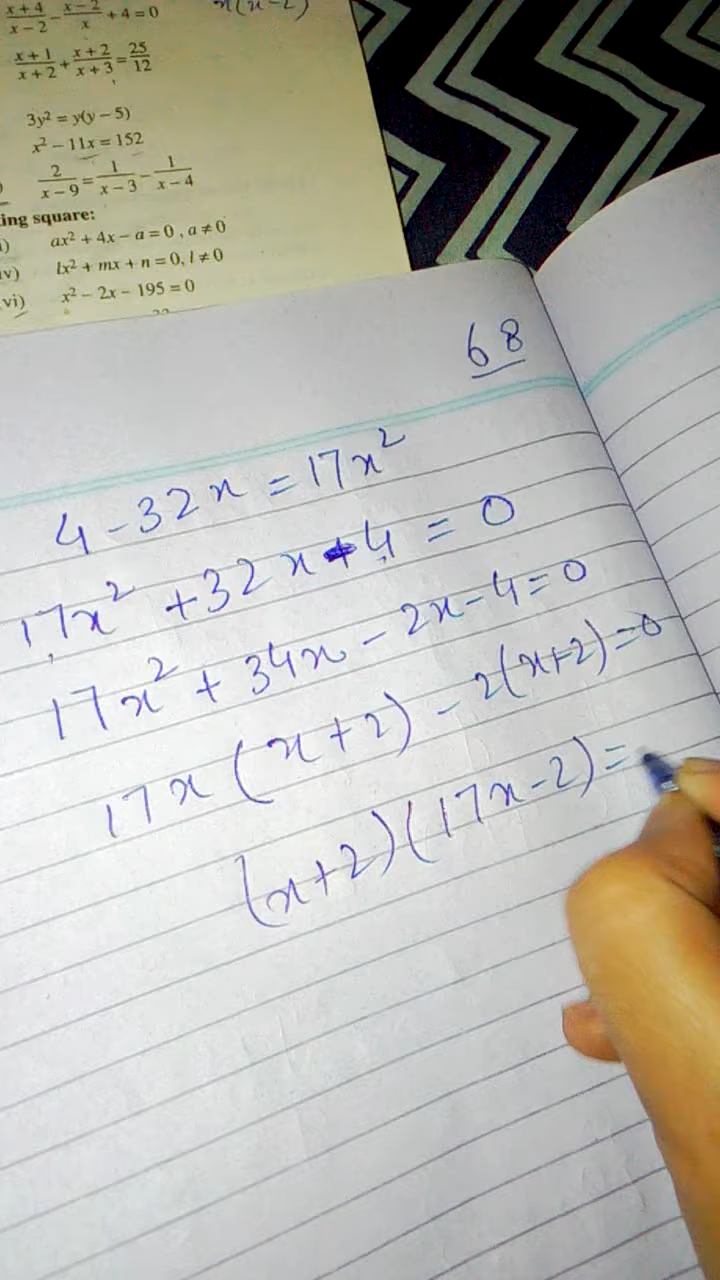 x+4/x−2 − x−2/x + 4 = 0
x(x−2)
x+1/x+2 + x+2/x+3 = 25/12
3y² = y(y − 5)
x² − 11x = 152
2/x−9 = 1/x−3 − 1/x−4
ing square:
ax² + 4x − a = 0 , a ≠ 0
iv) lx² + mx + n = 0, l ≠ 0
vi) x² − 2x − 195 = 0
68
4 − 32x = 17x²
17x² + 32x − 4 = 0
17x² + 34x − 2x − 4 = 0
17x (x + 2) − 2(x+2) = 0
(x+2)(17x−2) =